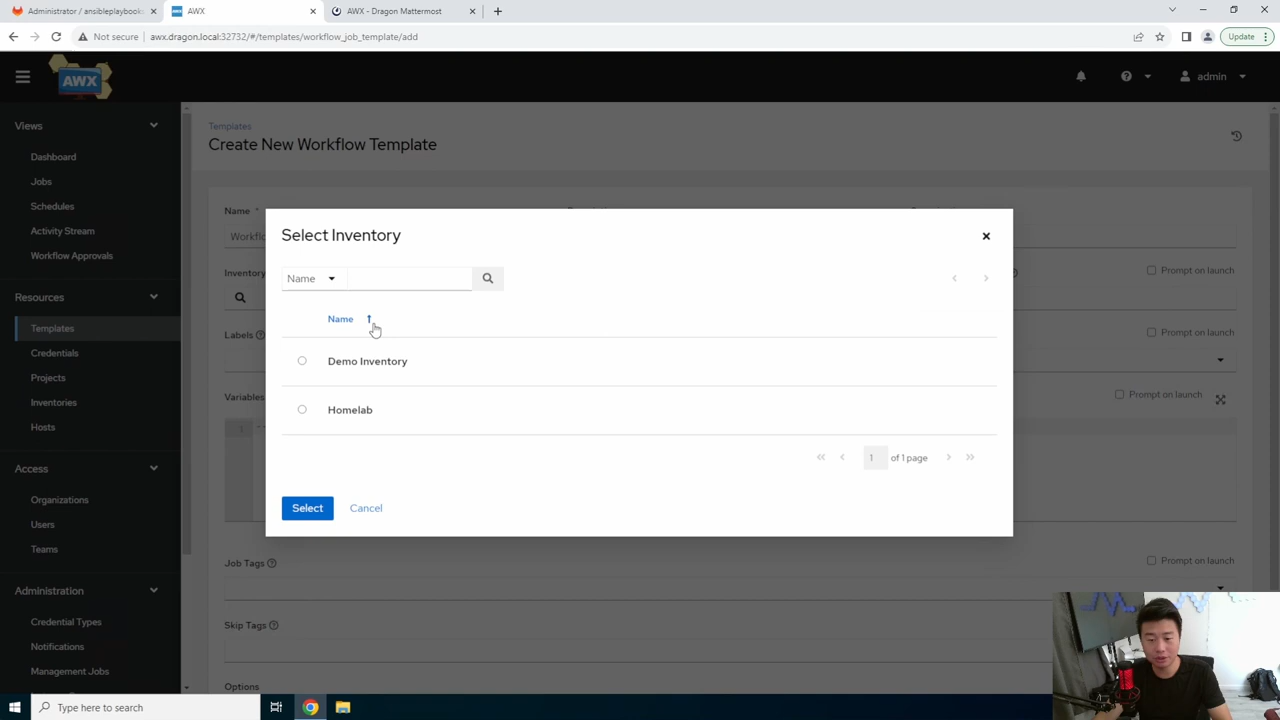 Administrator / ansibleplaybook
AWX
AWX - Dragon Mattermost
Not secure awx.dragon.local:32732/#/templates/workflow_job_template/add
Update
AWX
admin
Views
Dashboard
Jobs
Schedules
Activity Stream
Workflow Approvals
Resources
Templates
Credentials
Projects
Inventories
Hosts
Access
Organizations
Users
Teams
Administration
Credential Types
Notifications
Management Jobs
Templates
Create New Workflow Template
Name *
Workflo
Inventory
Prompt on launch
Labels
Prompt on launch
Variables
Prompt on launch
1
Select Inventory
Name
Name
Demo Inventory
Homelab
1 of 1 page
Select Cancel
Job Tags
Prompt on launch
Skip Tags
Options
Type here to search